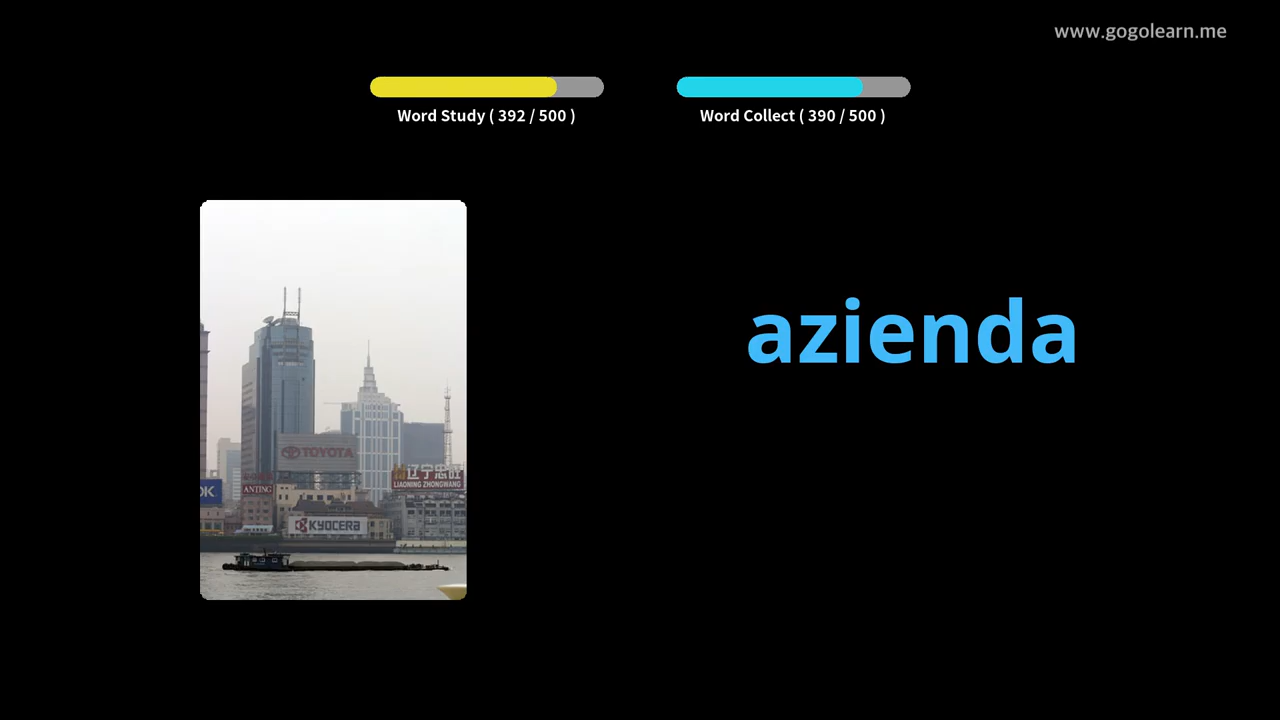 www.gogolearn.me
Word Study ( 392 / 500 )
Word Collect ( 390 / 500 )
azienda
TOYOTA
辽宁忠旺
LIAONING ZHONGWANG
OK
ANTING
KYOCERA